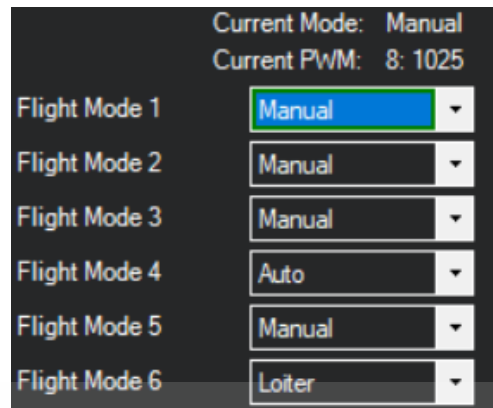 Current Mode: Manual
Current PWM: 8: 1025
Flight Mode 1 Manual
Flight Mode 2 Manual
Flight Mode 3 Manual
Flight Mode 4 Auto
Flight Mode 5 Manual
Flight Mode 6 Loiter